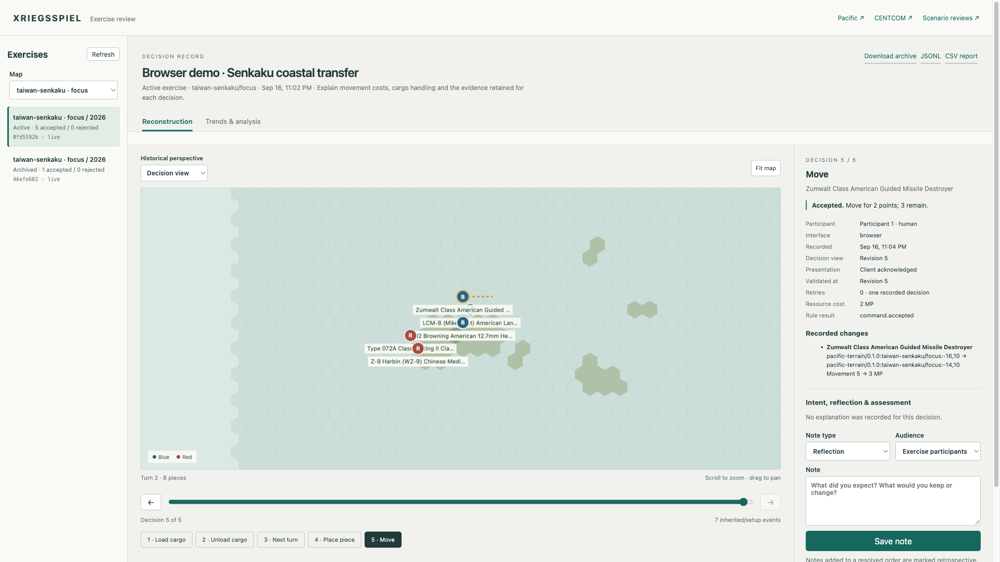 XRIEGSSPIEL
Exercise review
Pacific ↗
CENTCOM ↗
Scenario reviews ↗
Exercises
Refresh
Map
taiwan-senkaku · focus
taiwan-senkaku · focus / 2026
Active · 5 accepted / 0 rejected
0fd5592b · live
taiwan-senkaku · focus / 2026
Archived · 1 accepted / 0 rejected
46efe682 · live
DECISION RECORD
Browser demo · Senkaku coastal transfer
Active exercise · taiwan-senkaku/focus · Sep 16, 11:02 PM · Explain movement costs, cargo handling and the evidence retained for
each decision.
Download archive
JSONL
CSV report
Reconstruction
Trends & analysis
Historical perspective
Decision view
Fit map
B
Zumwalt Class American Guided ...
LCM-8 (Mike
B
t) American Lan...
R
Browning American 12.7mm He...
Type 072A Class
R
ting II Cla...
Z-9 Harbin (WZ-9) Chinese Medi...
Blue
Red
Turn 2 · 8 pieces
Scroll to zoom · drag to pan
←
→
Decision 5 of 5
7 inherited/setup events
1 · Load cargo
2 · Unload cargo
3 · Next turn
4 · Place piece
5 · Move
DECISION 5 / 5
Move
Zumwalt Class American Guided Missile Destroyer
Accepted. Move for 2 points; 3 remain.
Participant Participant 1 · human
Interface browser
Recorded Sep 16, 11:04 PM
Decision view Revision 5
Presentation Client acknowledged
Validated at Revision 5
Retries 0 · one recorded decision
Resource cost 2 MP
Rule result command.accepted
Recorded changes
• Zumwalt Class American Guided Missile Destroyer
pacific-terrain/0.1.0:taiwan-senkaku/focus:-16,10 →
pacific-terrain/0.1.0:taiwan-senkaku/focus:-14,10
Movement 5 → 3 MP
Intent, reflection & assessment
No explanation was recorded for this decision.
Note type
Audience
Reflection
Exercise participants
Note
What did you expect? What would you keep or
change?
Save note
Notes added to a resolved order are marked retrospective.